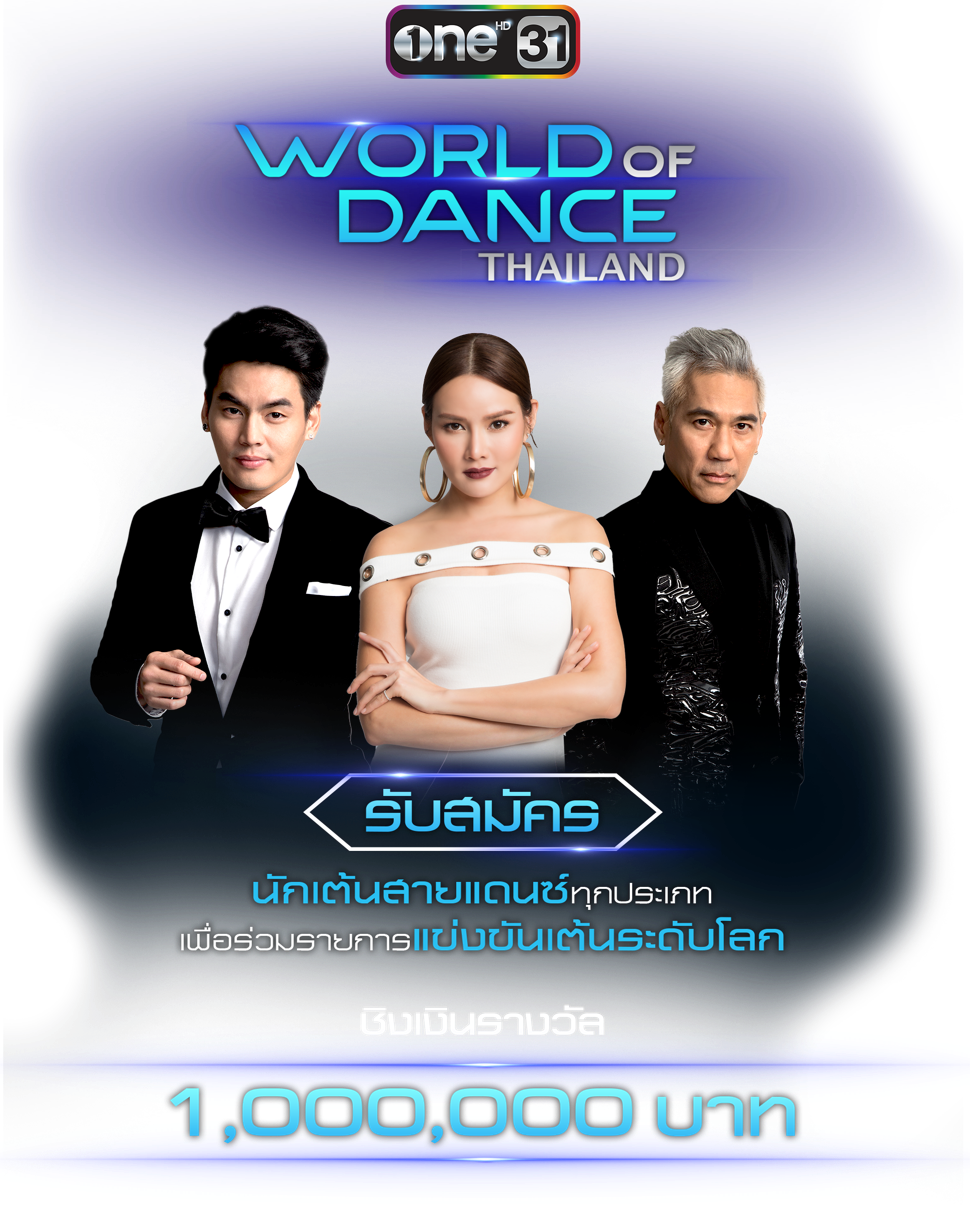 one HD 31
WORLD OF
DANCE
THAILAND
รับสมัคร
นักเต้นสายแดนซ์ทุกประเภท
เพื่อร่วมรายการแข่งขันเต้นระดับโลก
ชิงเงินรางวัล
1,000,000 บาท